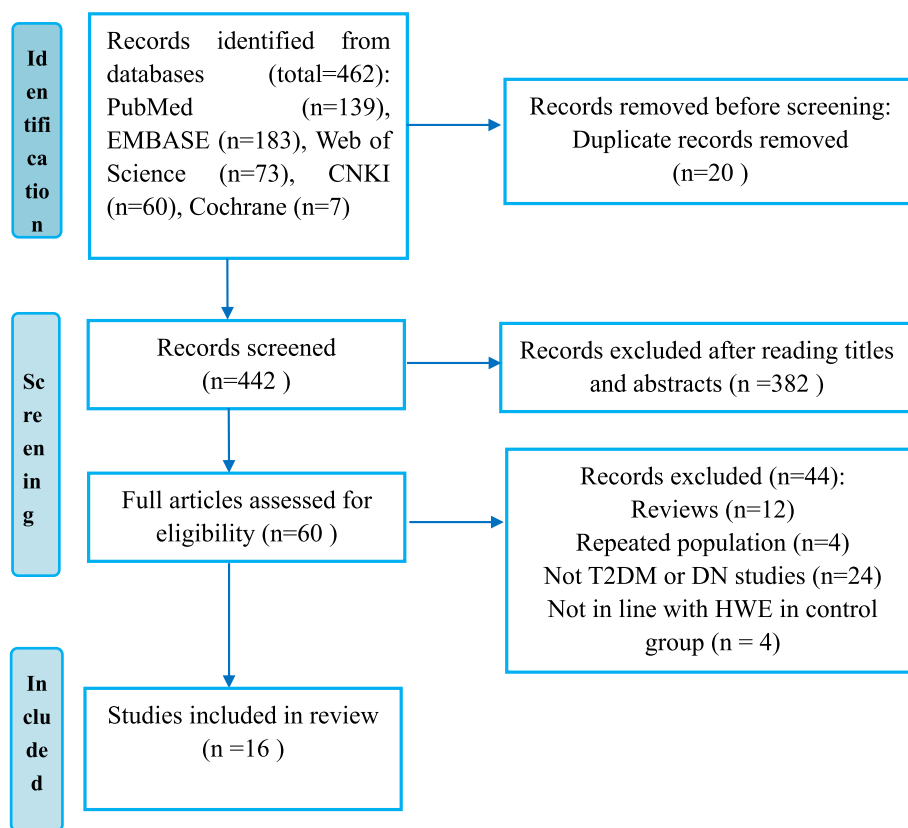 Id
en
tific
ca
tio
n
Records identified from
databases (total=462):
PubMed (n=139),
EMBASE (n=183), Web of
Science (n=73), CNKI
(n=60), Cochrane (n=7)
Records removed before screening:
Duplicate records removed
(n=20 )
Sc
re
en
in
g
Records screened
(n=442 )
Records excluded after reading titles
and abstracts (n =382 )
Full articles assessed for
eligibility (n=60 )
Records excluded (n=44):
Reviews (n=12)
Repeated population (n=4)
Not T2DM or DN studies (n=24)
Not in line with HWE in control
group (n = 4)
In
clu
de
d
Studies included in review
(n =16 )